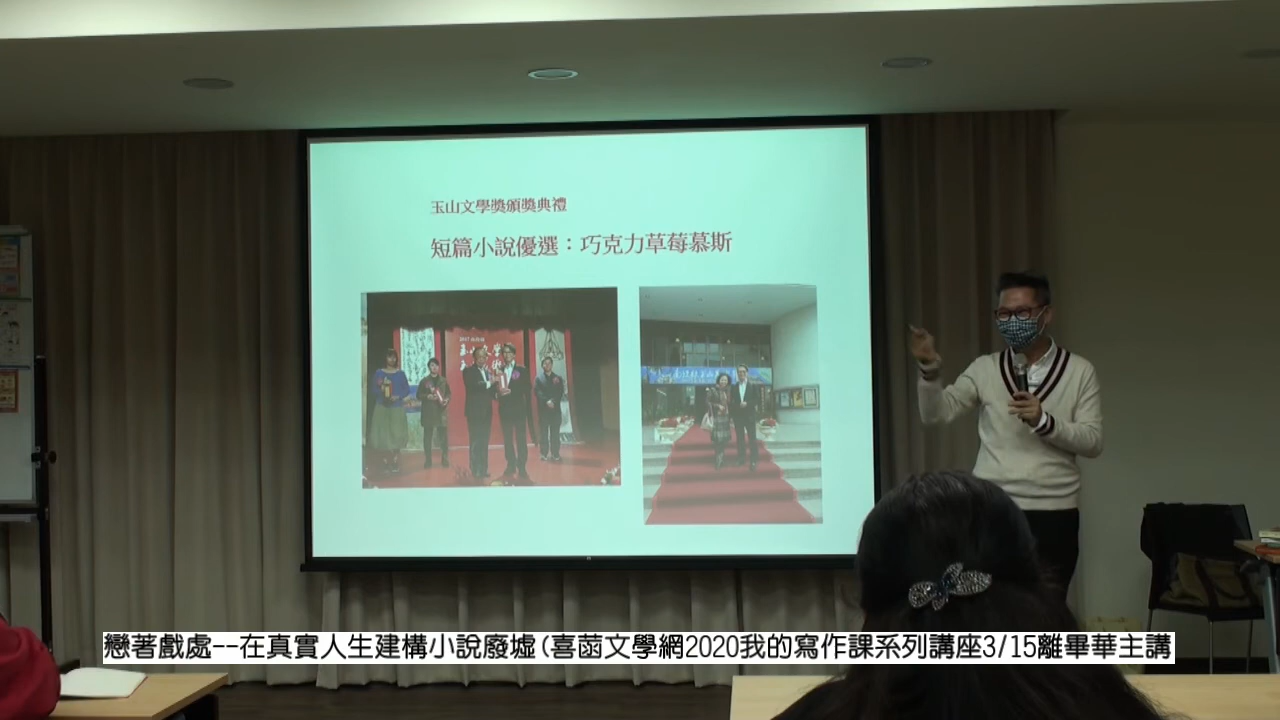 玉山文學獎頒獎典禮
短篇小說優選：巧克力草莓慕斯
戀著戲處--在真實人生建構小說廢墟(喜菡文學網2020我的寫作課系列講座3/15離畢華主講